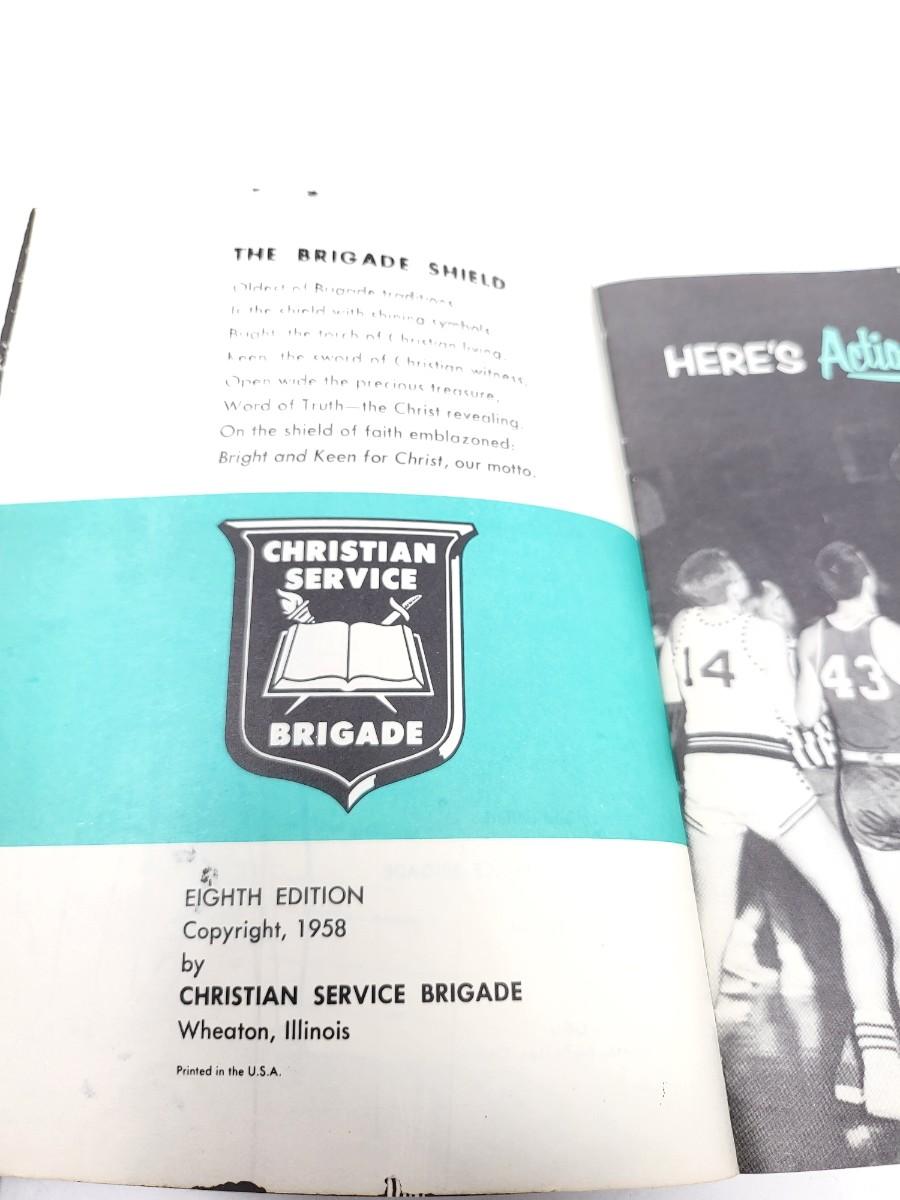 THE BRIGADE SHIELD
Oldest of Brigade traditions
Is the shield with shining symbols
Bright the torch of Christian living,
Keen the sword of Christian witness,
Open wide the precious treasure,
Word of Truth—the Christ revealing.
On the shield of faith emblazoned:
Bright and Keen for Christ, our motto.
CHRISTIAN
SERVICE
BRIGADE
EIGHTH EDITION
Copyright, 1958
by
CHRISTIAN SERVICE BRIGADE
Wheaton, Illinois
Printed in the U.S.A.
HERE'S Actio
14
43